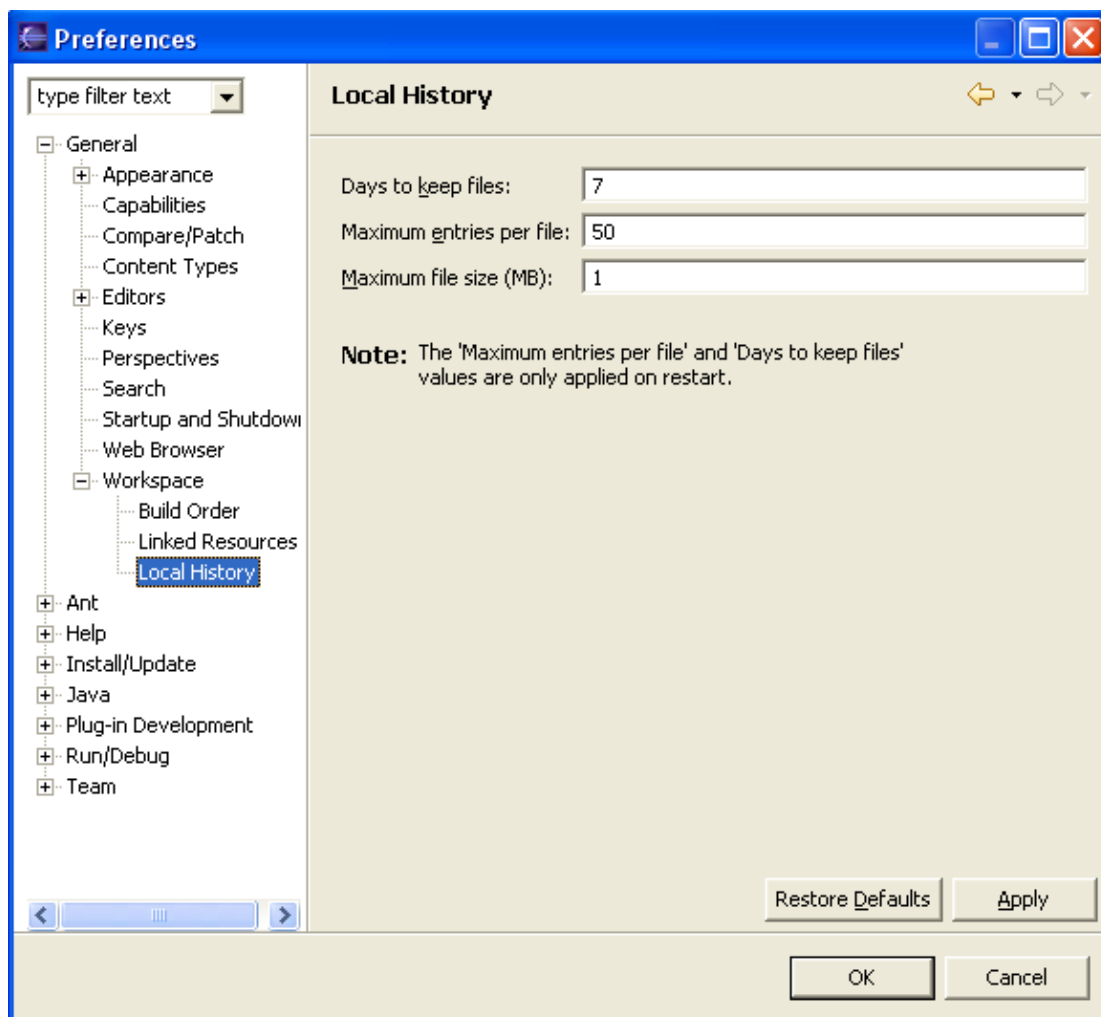 Preferences
type filter text
General
Appearance
Capabilities
Compare/Patch
Content Types
Editors
Keys
Perspectives
Search
Startup and
Web Browser
Workspace
Build Order
Linked Resources
Local History
Ant
Help
Install/Update
Java
Plug-in Development
Run/Debug
Team
Local History
Days to keep files: 7
Maximum entries per file: 50
Maximum file size (MB): 1
Note: The 'Maximum entries per file' and 'Days to keep files'
values are only applied on restart.
Restore Defaults Apply
OK Cancel